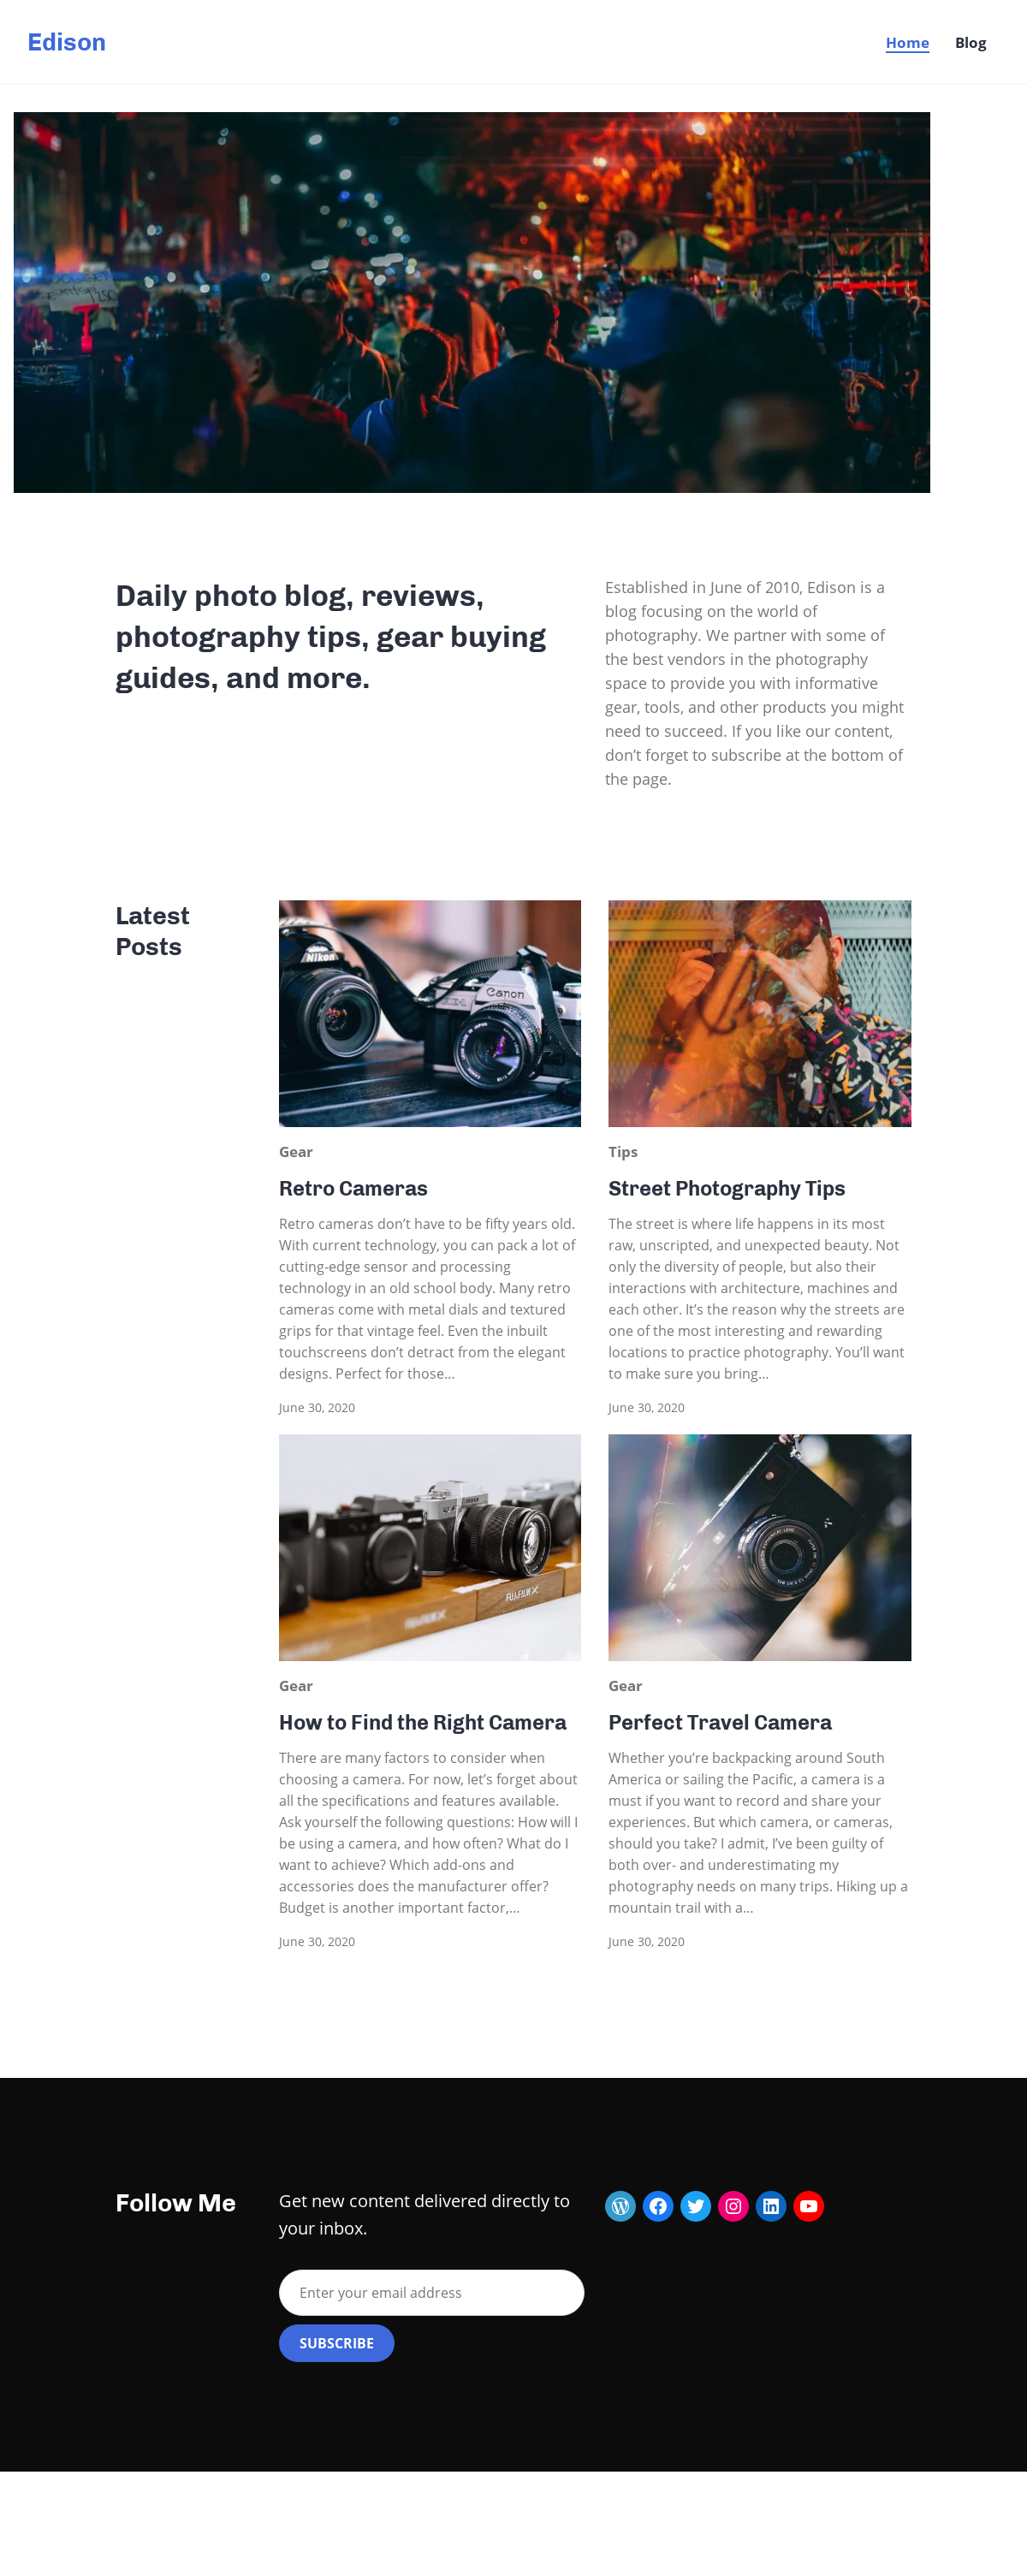 Edison
Home
Blog
Daily photo blog, reviews,
photography tips, gear buying
guides, and more.
Established in June of 2010, Edison is a
blog focusing on the world of
photography. We partner with some of
the best vendors in the photography
space to provide you with informative
gear, tools, and other products you might
need to succeed. If you like our content,
don’t forget to subscribe at the bottom of
the page.
Latest
Posts
Nikon
Canon
Gear
Retro Cameras
Retro cameras don’t have to be fifty years old.
With current technology, you can pack a lot of
cutting-edge sensor and processing
technology in an old school body. Many retro
cameras come with metal dials and textured
grips for that vintage feel. Even the inbuilt
touchscreens don’t detract from the elegant
designs. Perfect for those…
June 30, 2020
Tips
Street Photography Tips
The street is where life happens in its most
raw, unscripted, and unexpected beauty. Not
only the diversity of people, but also their
interactions with architecture, machines and
each other. It’s the reason why the streets are
one of the most interesting and rewarding
locations to practice photography. You’ll want
to make sure you bring…
June 30, 2020
FUJIFILM X
Gear
How to Find the Right Camera
There are many factors to consider when
choosing a camera. For now, let’s forget about
all the specifications and features available.
Ask yourself the following questions: How will I
be using a camera, and how often? What do I
want to achieve? Which add-ons and
accessories does the manufacturer offer?
Budget is another important factor,…
June 30, 2020
Gear
Perfect Travel Camera
Whether you’re backpacking around South
America or sailing the Pacific, a camera is a
must if you want to record and share your
experiences. But which camera, or cameras,
should you take? I admit, I’ve been guilty of
both over- and underestimating my
photography needs on many trips. Hiking up a
mountain trail with a…
June 30, 2020
Follow Me
Get new content delivered directly to
your inbox.
Enter your email address
SUBSCRIBE